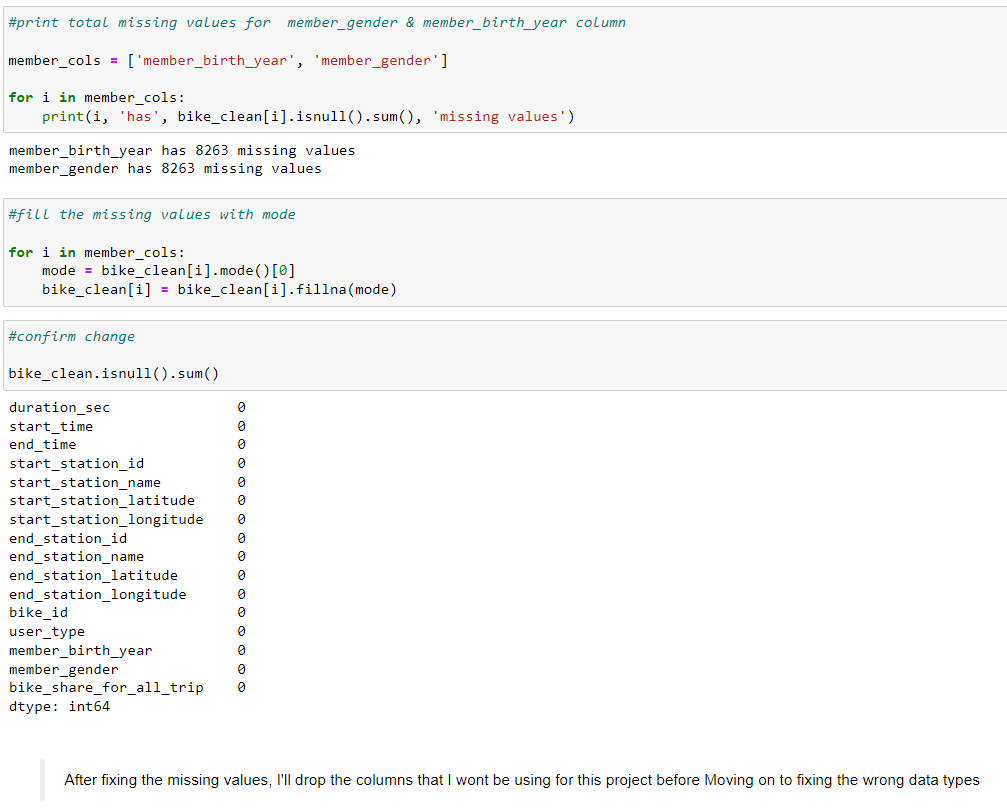 #print total missing values for  member_gender & member_birth_year column
member_cols = ['member_birth_year', 'member_gender']
for i in member_cols:
    print(i, 'has', bike_clean[i].isnull().sum(), 'missing values')
member_birth_year has 8263 missing values
member_gender has 8263 missing values
#fill the missing values with mode
for i in member_cols:
    mode = bike_clean[i].mode()[0]
    bike_clean[i] = bike_clean[i].fillna(mode)
#confirm change
bike_clean.isnull().sum()
duration_sec               0
start_time                 0
end_time                   0
start_station_id           0
start_station_name         0
start_station_latitude     0
start_station_longitude    0
end_station_id             0
end_station_name           0
end_station_latitude       0
end_station_longitude      0
bike_id                    0
user_type                  0
member_birth_year          0
member_gender              0
bike_share_for_all_trip    0
dtype: int64
After fixing the missing values, I'll drop the columns that I wont be using for this project before Moving on to fixing the wrong data types